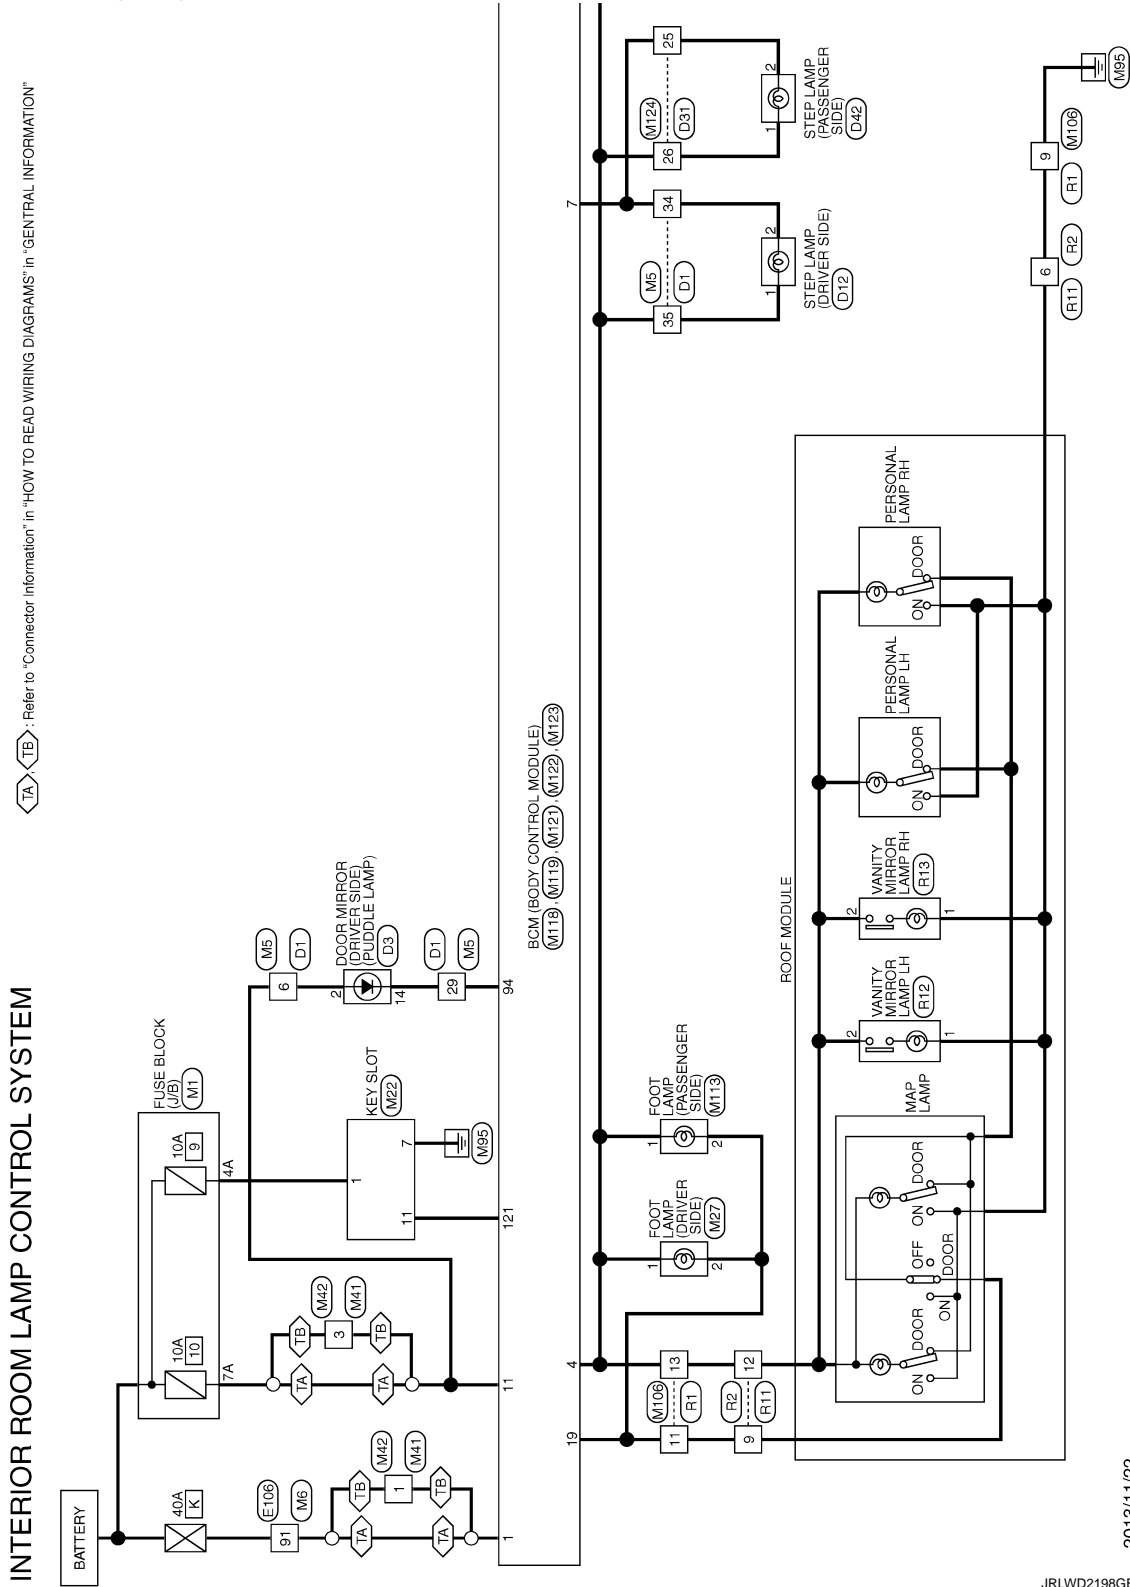 INTERIOR ROOM LAMP CONTROL SYSTEM
TA , TB : Refer to "Connector Information" in "HOW TO READ WIRING DIAGRAMS" in "GENTRAL INFORMATION"
BATTERY
40A
K
E106
91
M6
M42
TA
TB
1
M41
TA
TB
1
FUSE BLOCK
(J/B)
M1
10A
10
7A
10A
9
4A
M42
TA
TB
3
M41
TA
TB
11
KEY SLOT
M22
1
11
7
M95
121
M5
6
D1
DOOR MIRROR
(DRIVER SIDE)
(PUDDLE LAMP)
D3
2
14
D1
29
M5
94
BCM (BODY CONTROL MODULE)
M118 , M119 , M121 , M122 , M123
19
4
7
M106
11
13
R1
R2
9
12
R11
FOOT
LAMP
(DRIVER
SIDE)
M27
1
2
FOOT
LAMP
(PASSENGER
SIDE)
M113
1
2
M5
35
34
D1
STEP LAMP
(DRIVER SIDE)
D12
1
2
M124
26
25
D31
STEP LAMP
(PASSENGER
SIDE)
D42
1
2
ROOF MODULE
MAP
LAMP
ON
DOOR
ON
DOOR
OFF
ON
DOOR
VANITY
MIRROR
LAMP LH
R12
2
1
VANITY
MIRROR
LAMP RH
R13
2
1
PERSONAL
LAMP LH
ON
DOOR
PERSONAL
LAMP RH
ON
DOOR
6
R11
R2
9
R1
M106
M95
2013/11/22
JRLWD2198GE